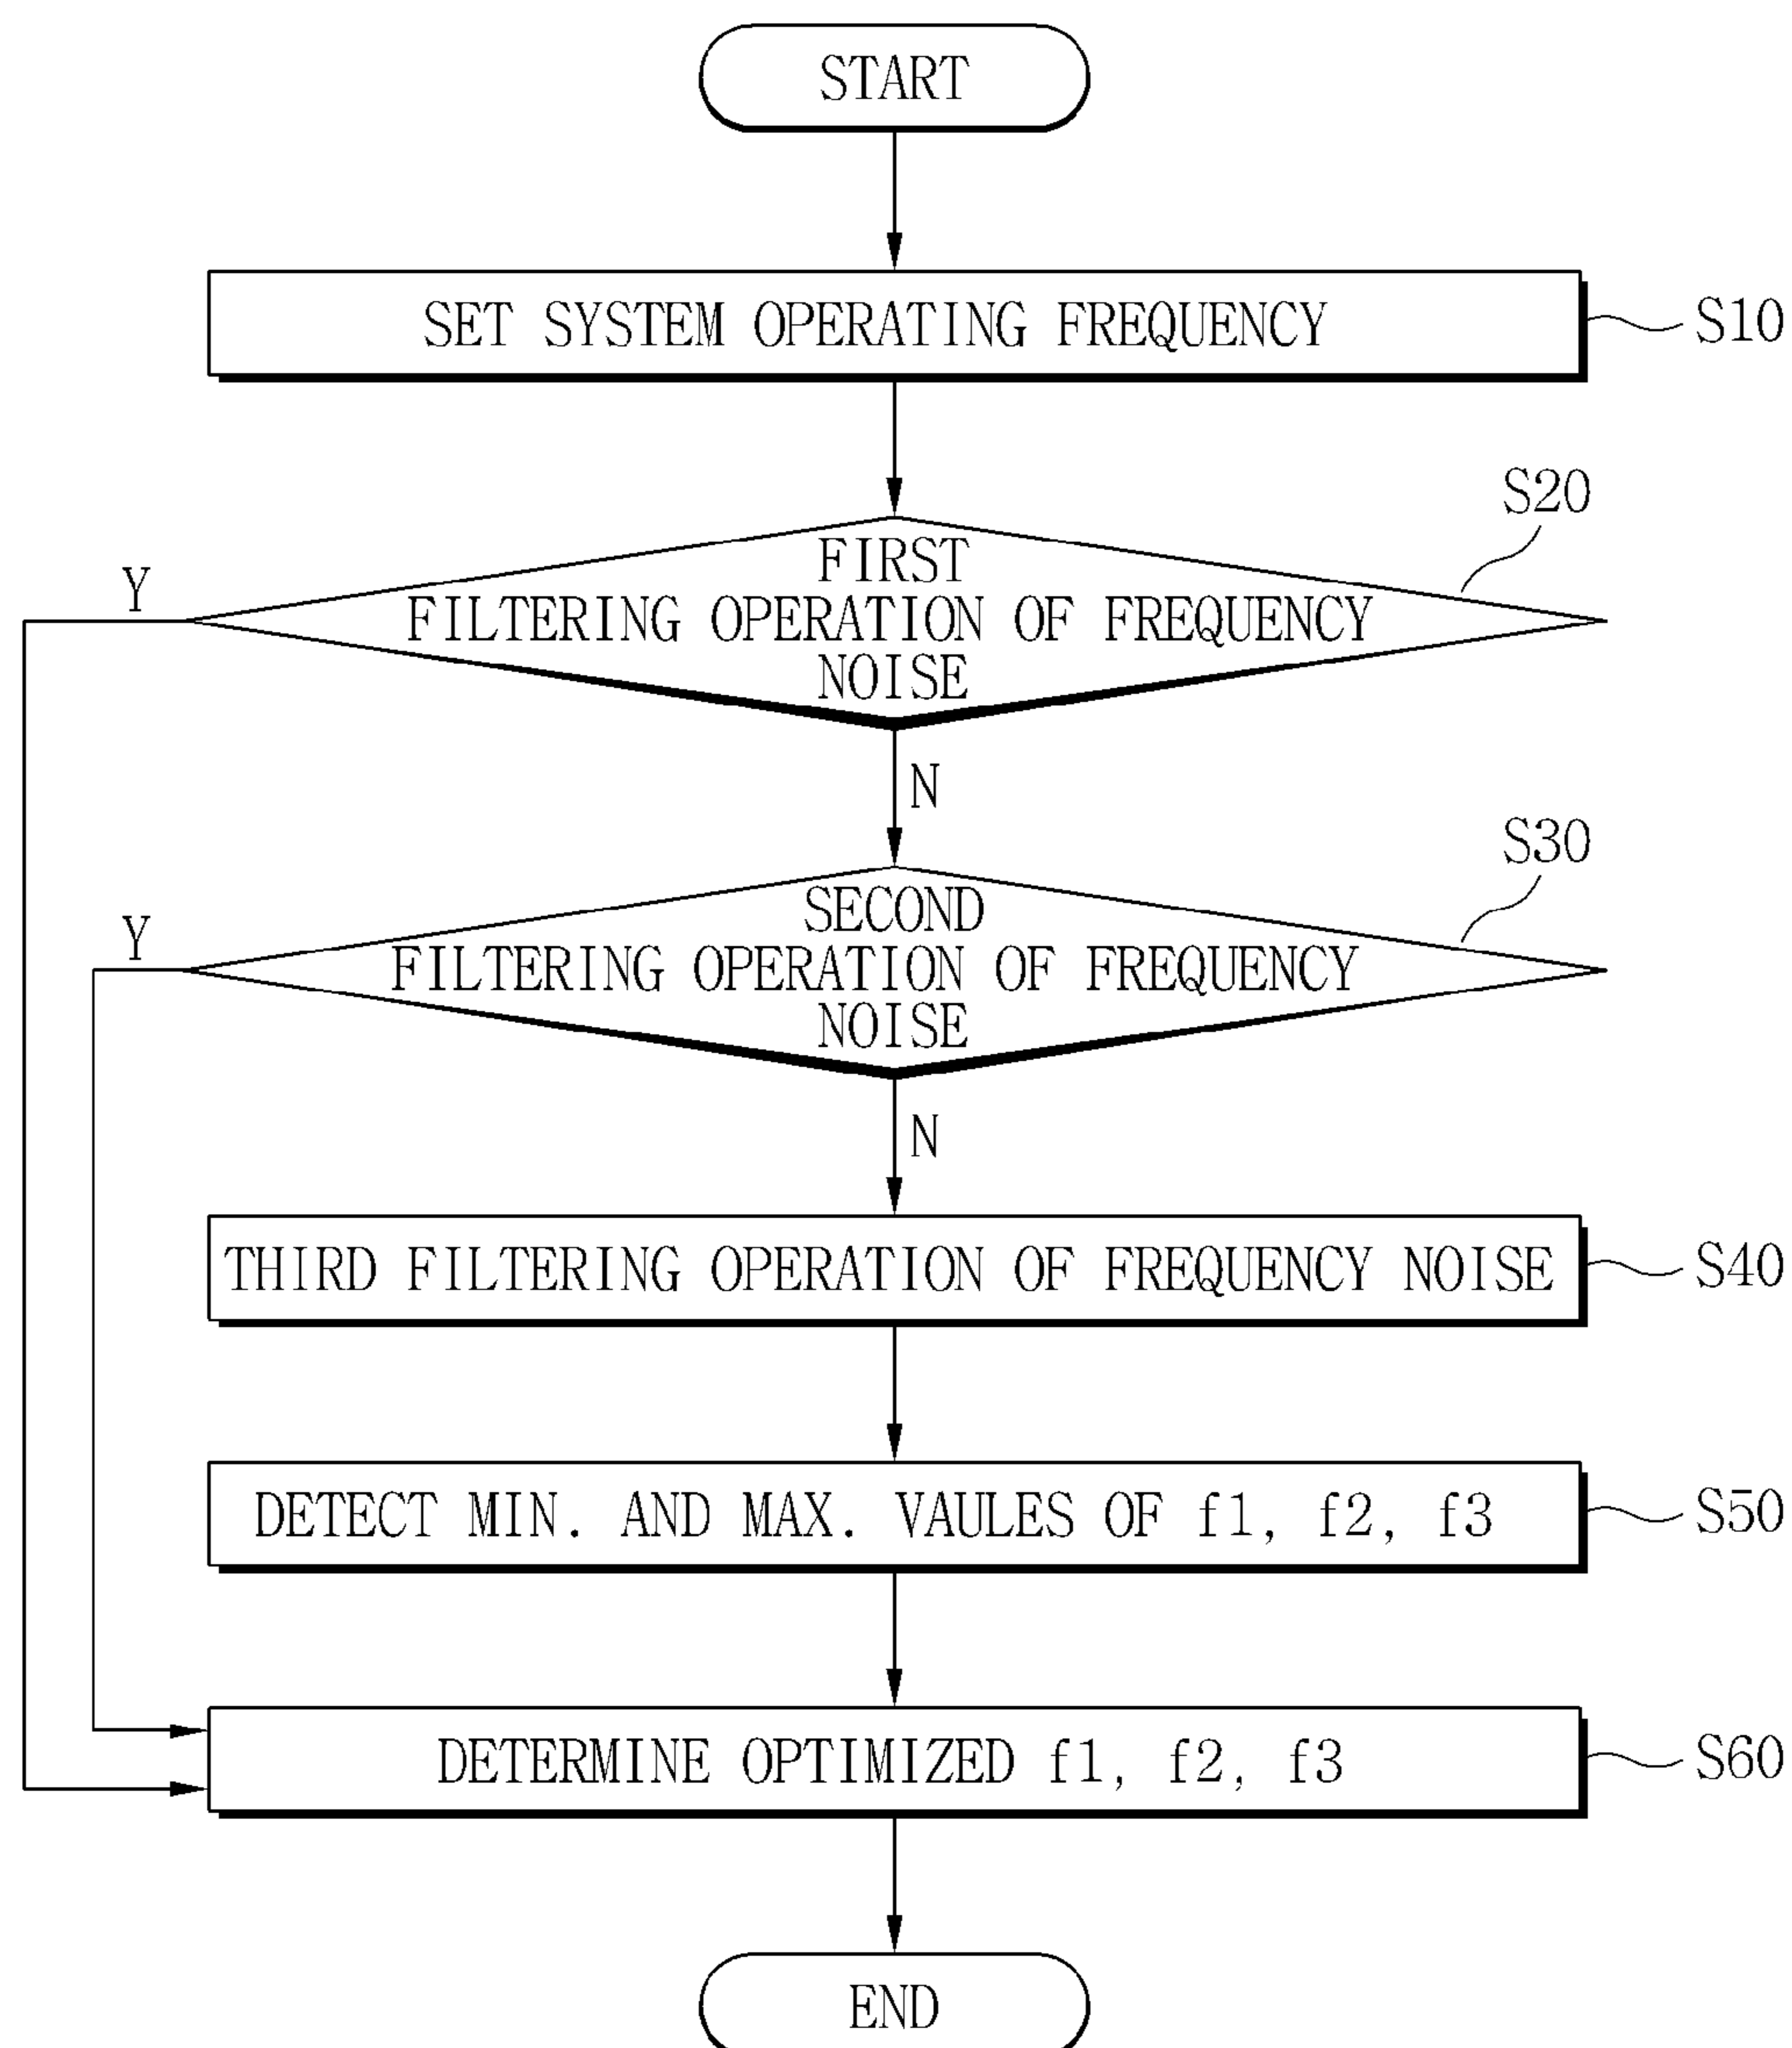 START
SET SYSTEM OPERATING FREQUENCY
S10
S20
FIRST
FILTERING OPERATION OF FREQUENCY
NOISE
Y
N
S30
SECOND
FILTERING OPERATION OF FREQUENCY
NOISE
Y
N
THIRD FILTERING OPERATION OF FREQUENCY NOISE
S40
DETECT MIN. AND MAX. VAULES OF f1, f2, f3
S50
DETERMINE OPTIMIZED f1, f2, f3
S60
END